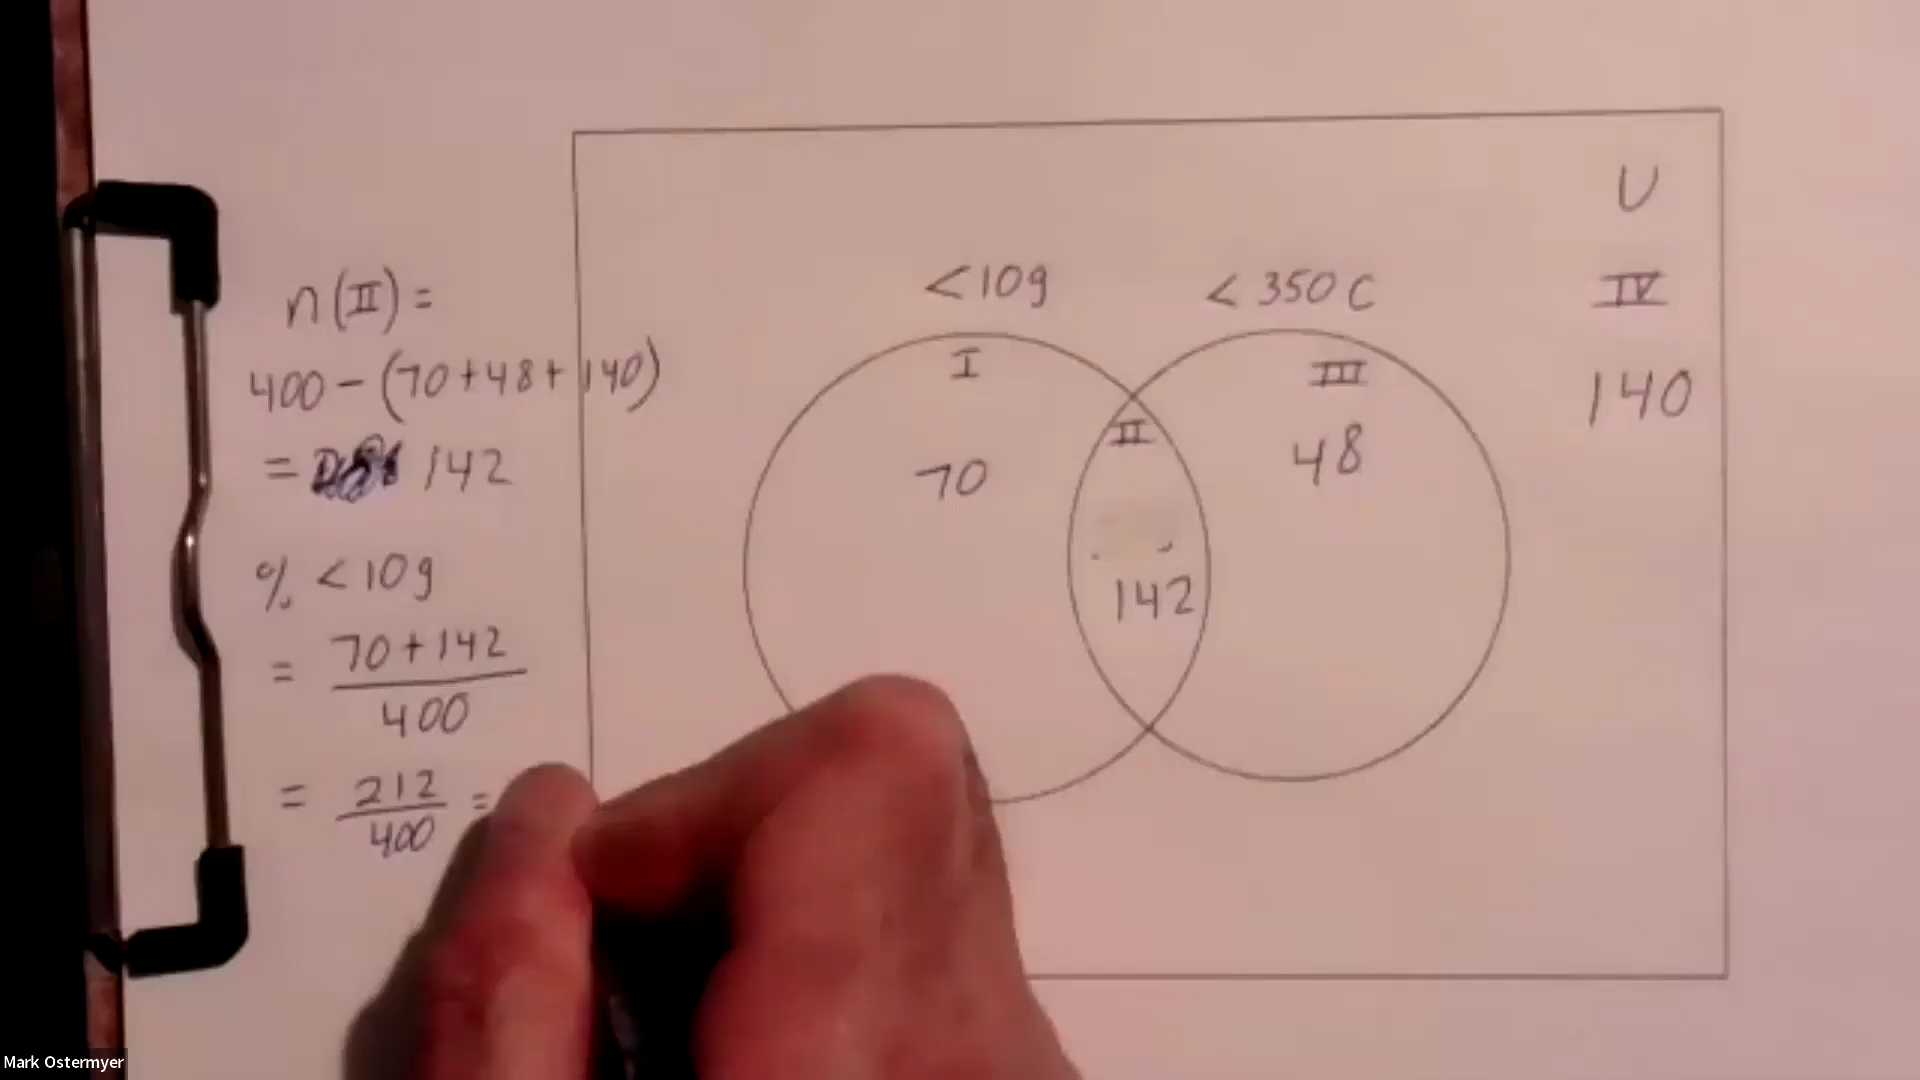 n(II) =
400 - (70+48+140)
= 142
% <10g
= 70+142
400
= 212 =
400
<10g
<350C
U
IV
140
I
70
II
142
III
48
Mark Ostermyer